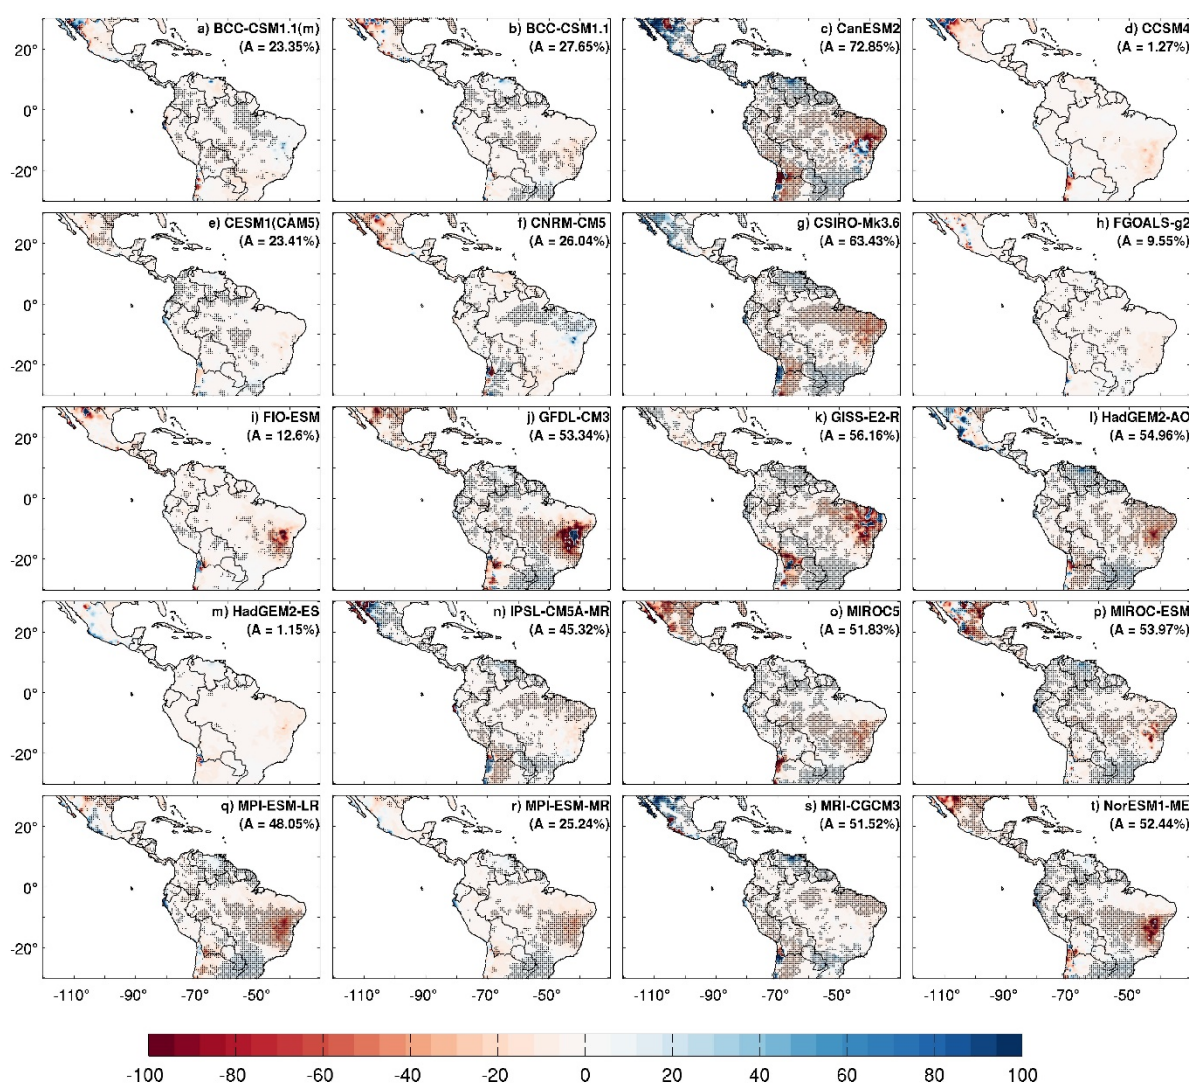 a) BCC-CSM1.1(m)
(A = 23.35%)
b) BCC-CSM1.1
(A = 27.65%)
c) CanESM2
(A = 72.85%)
d) CCSM4
(A = 1.27%)
20°
0°
-20°
e) CESM1(CAM5)
(A = 23.41%)
f) CNRM-CM5
(A = 26.04%)
g) CSIRO-Mk3.6
(A = 63.43%)
h) FGOALS-g2
(A = 9.55%)
20°
0°
-20°
i) FIO-ESM
(A = 12.6%)
j) GFDL-CM3
(A = 53.34%)
k) GISS-E2-R
(A = 56.16%)
l) HadGEM2-AO
(A = 54.96%)
20°
0°
-20°
m) HadGEM2-ES
(A = 1.15%)
n) IPSL-CM5A-MR
(A = 45.32%)
o) MIROC5
(A = 51.83%)
p) MIROC-ESM
(A = 53.97%)
20°
0°
-20°
q) MPI-ESM-LR
(A = 48.05%)
r) MPI-ESM-MR
(A = 25.24%)
s) MRI-CGCM3
(A = 51.52%)
t) NorESM1-ME
(A = 52.44%)
20°
0°
-20°
-110° -90° -70° -50° -110° -90° -70° -50° -110° -90° -70° -50° -110° -90° -70° -50°
-100 -80 -60 -40 -20 0 20 40 60 80 100